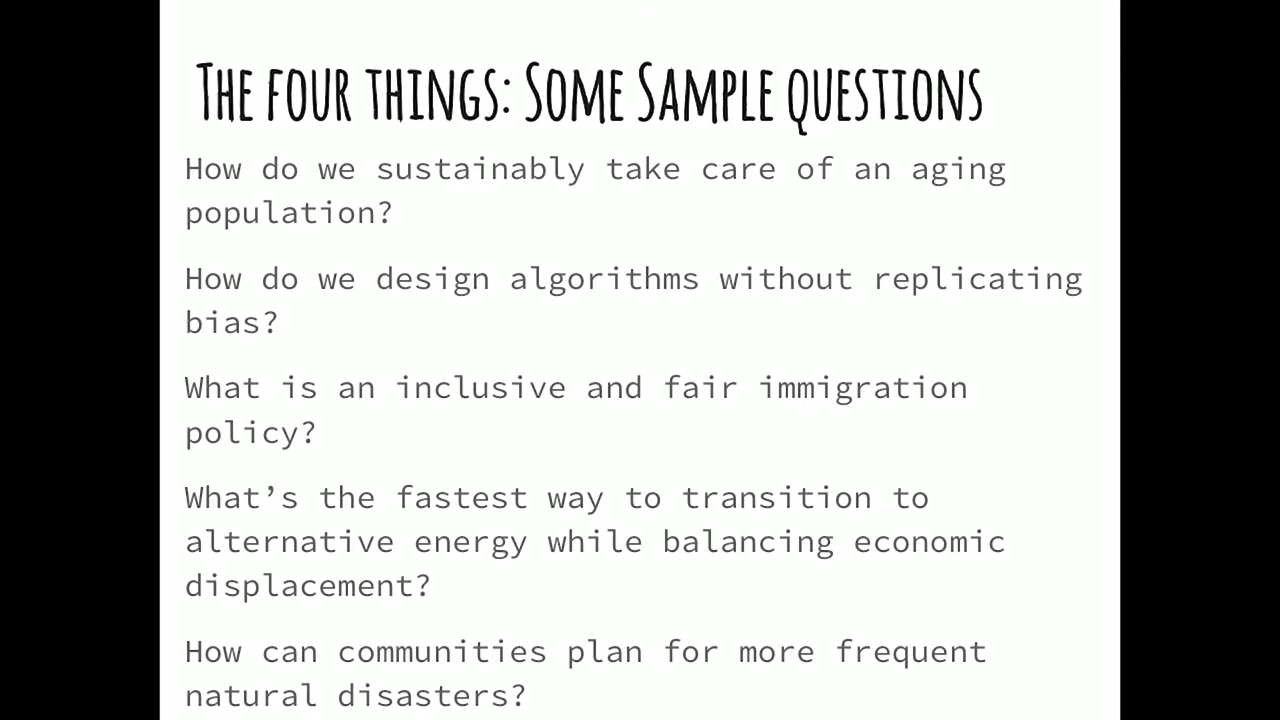 The four things: Some Sample questions
How do we sustainably take care of an aging
population?
How do we design algorithms without replicating
bias?
What is an inclusive and fair immigration
policy?
What’s the fastest way to transition to
alternative energy while balancing economic
displacement?
How can communities plan for more frequent
natural disasters?